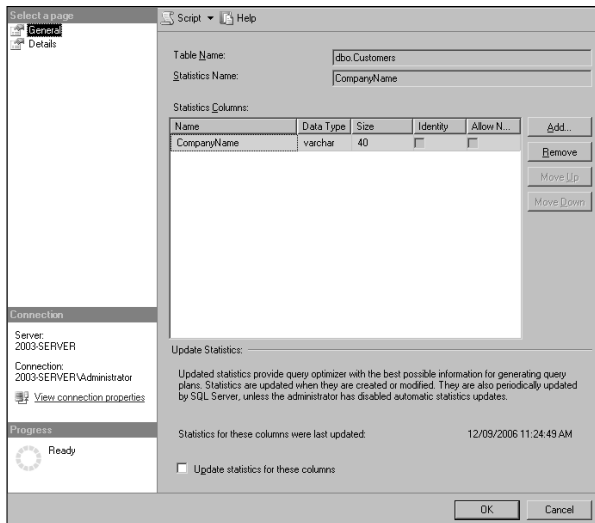 Select a page
General
Details
Script Help
Table Name: dbo.Customers
Statistics Name: CompanyName
Statistics Columns:
Name Data Type Size Identity Allow N...
CompanyName varchar 40
Add...
Remove
Move Up
Move Down
Connection
Server:
2003-SERVER
Connection:
2003-SERVER\Administrator
View connection properties
Progress
Ready
Update Statistics:
Updated statistics provide query optimizer with the best possible information for generating query
plans. Statistics are updated when they are created or modified. They are also periodically updated
by SQL Server, unless the administrator has disabled automatic statistics updates.
Statistics for these columns were last updated: 12/09/2006 11:24:49 AM
Update statistics for these columns
OK Cancel